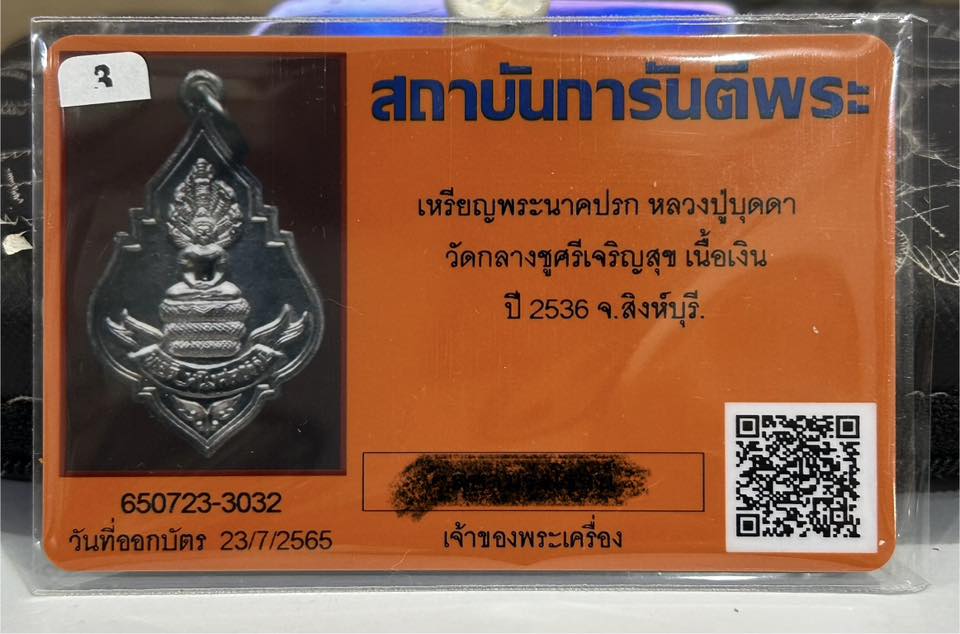 3
สถาบันการันตีพระ
เหรียญพระนาคปรก หลวงปู่บุดดา
วัดกลางชูศรีเจริญสุข เนื้อเงิน
ปี 2536 จ.สิงห์บุรี.
650723-3032
วันที่ออกบัตร 23/7/2565
เจ้าของพระเครื่อง